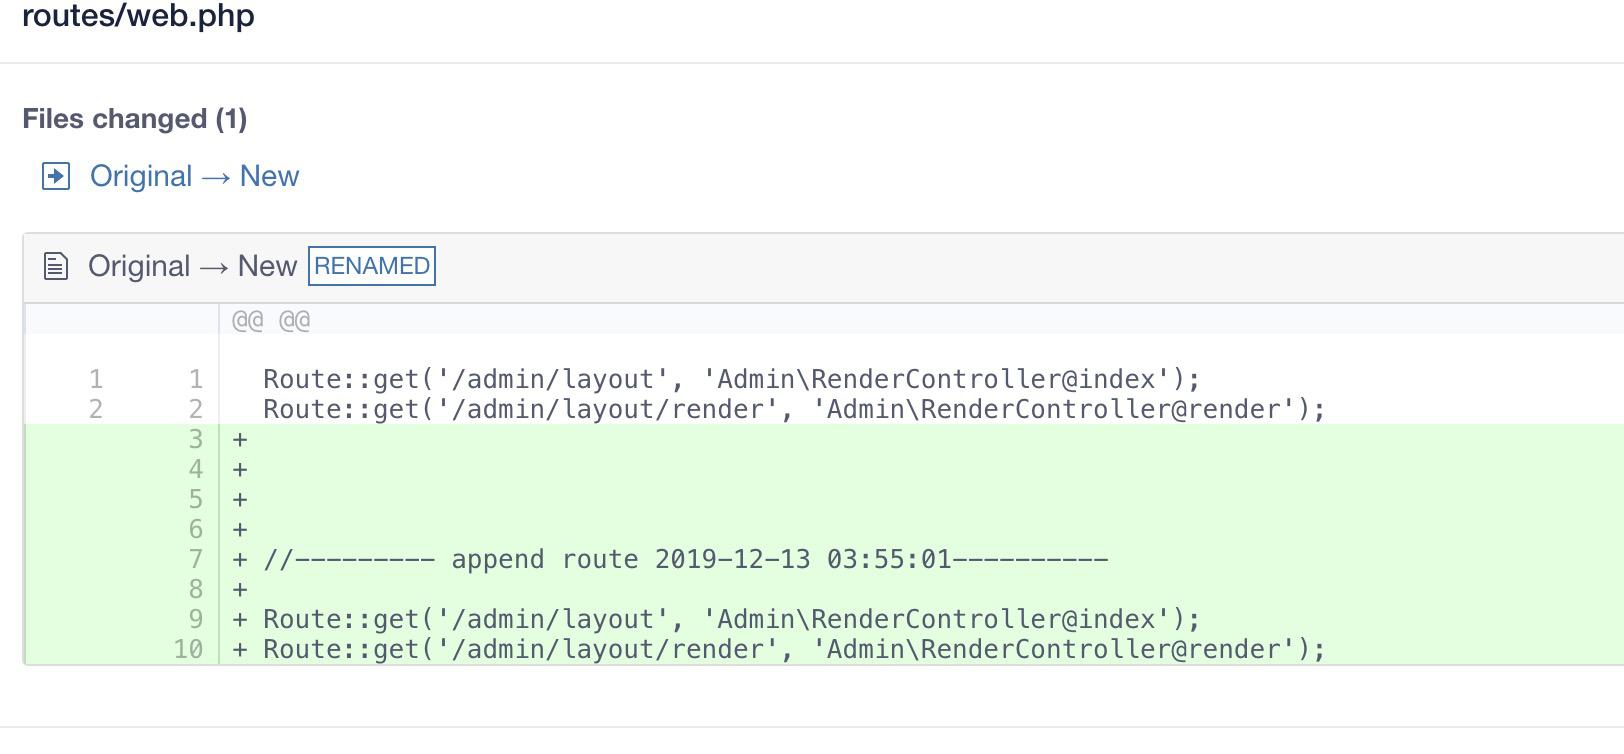 routes/web.php
Files changed (1)
Original → New
Original → New RENAMED
@@ @@
1 1 Route::get('/admin/layout', 'Admin\RenderController@index');
2 2 Route::get('/admin/layout/render', 'Admin\RenderController@render');
3 +
4 +
5 +
6 +
7 + //--------- append route 2019-12-13 03:55:01----------
8 +
9 + Route::get('/admin/layout', 'Admin\RenderController@index');
10 + Route::get('/admin/layout/render', 'Admin\RenderController@render');